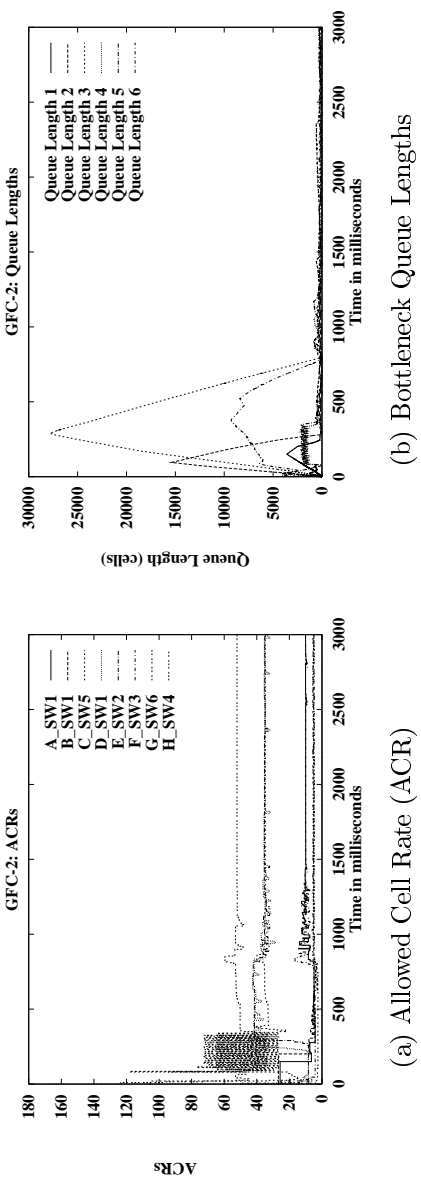 GFC-2: ACRs
180
160
140
120
100
80
60
40
20
0
ACRs
A_SW1
B_SW1
C_SW5
D_SW1
E_SW2
F_SW3
G_SW6
H_SW4
0 500 1000 1500 2000 2500 3000
Time in milliseconds
(a) Allowed Cell Rate (ACR)
GFC-2: Queue Lengths
30000
25000
20000
15000
10000
5000
0
Queue Length (cells)
Queue Length 1
Queue Length 2
Queue Length 3
Queue Length 4
Queue Length 5
Queue Length 6
0 500 1000 1500 2000 2500 3000
Time in milliseconds
(b) Bottleneck Queue Lengths